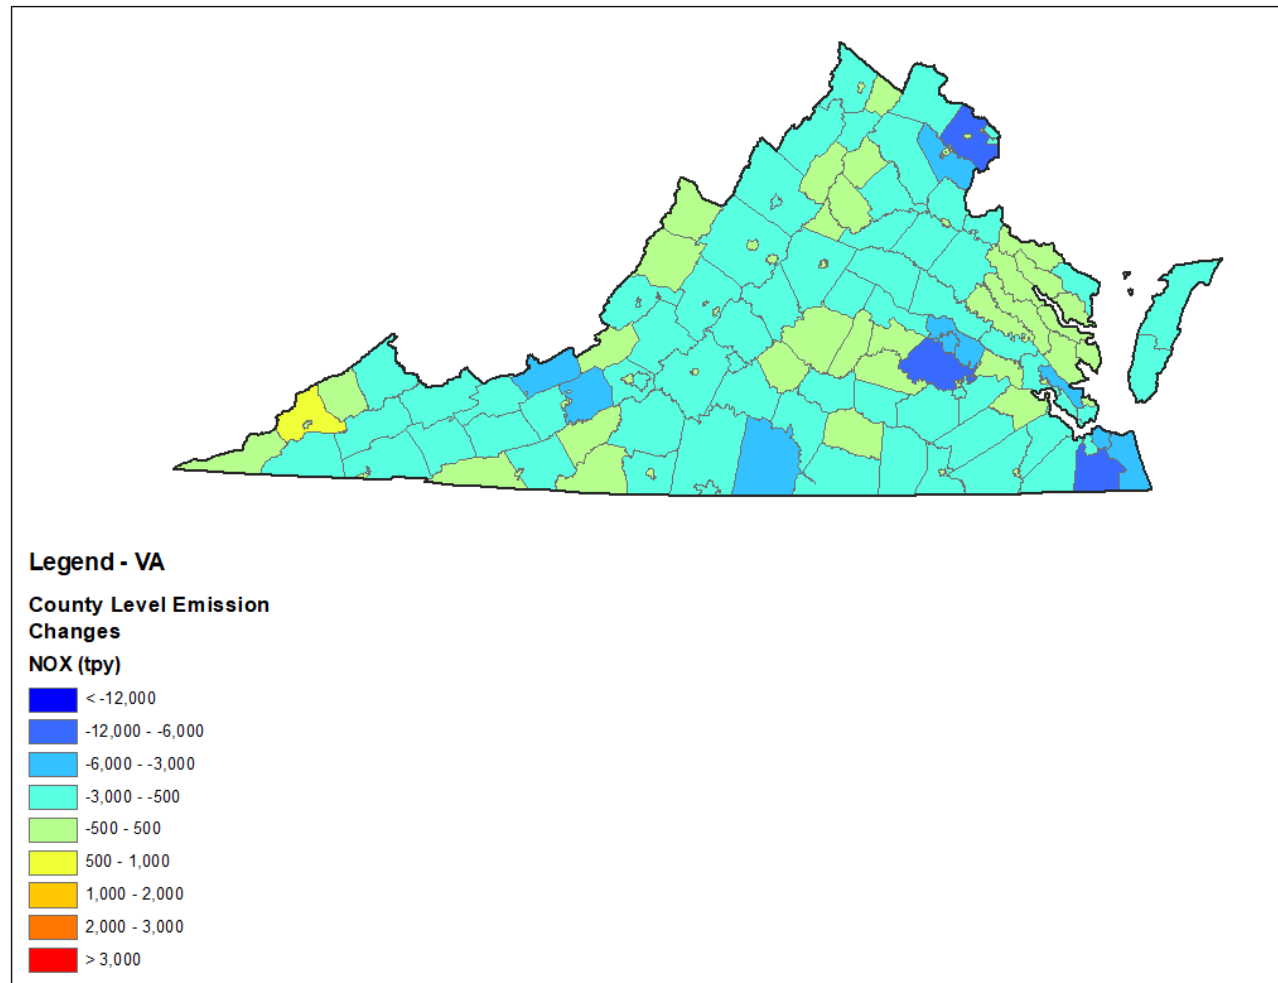 Legend - VA
County Level Emission
Changes
NOX (tpy)
< -12,000
-12,000 - -6,000
-6,000 - -3,000
-3,000 - -500
-500 - 500
500 - 1,000
1,000 - 2,000
2,000 - 3,000
> 3,000